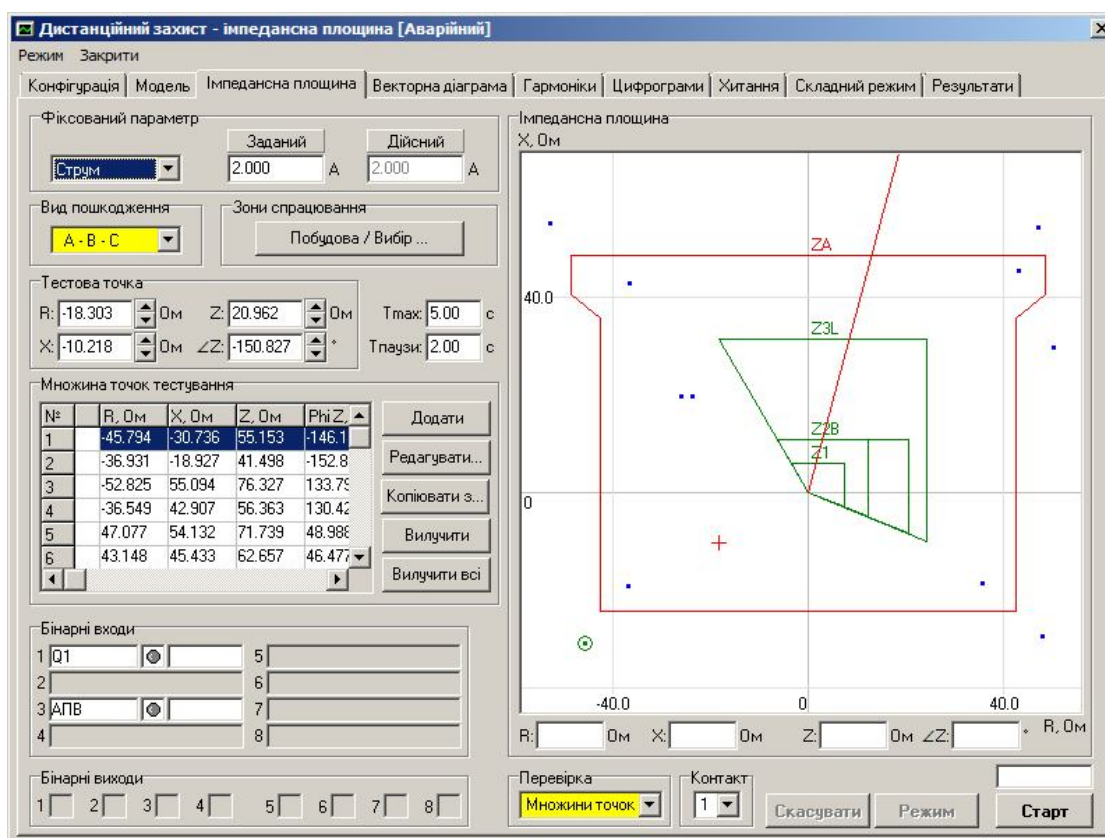 Дистанційний захист - імпедансна площина [Аварійний]
Режим Закрити
Конфігурація Модель Імпедансна площина Векторна діаграма Гармоніки Цифрограми Хитання Складний режим Результати
Фіксований параметр
Заданий Дійсний
Струм 2.000 А 2.000 А
Вид пошкодження Зони спрацювання
А - В - С Побудова / Вибір ...
Тестова точка
R: -18.303 Ом Z: 20.962 Ом Tmax: 5.00 с
X: -10.218 Ом ∠Z: -150.827 ° Тпаузи: 2.00 с
Множина точок тестування
№ R, Ом X, Ом Z, Ом Phi Z,
1 -45.794 -30.736 55.153 -146.1
2 -36.931 -18.927 41.498 -152.8
3 -52.825 55.094 76.327 133.79
4 -36.549 42.907 56.363 130.42
5 47.077 54.132 71.739 48.988
6 43.148 45.433 62.657 46.477
Додати
Редагувати...
Копіювати з...
Вилучити
Вилучити всі
Бінарні входи
1 Q1 5
2 6
3 АПВ 7
4 8
Бінарні виходи
1 2 3 4 5 6 7 8
Імпедансна площина
X, Ом
ZA
40.0
Z3L
Z2B
Z1
0
-40.0 0 40.0
R: Ом X: Ом Z: Ом ∠Z: ° R, Ом
Перевірка Контакт
Множини точок 1 Скасувати Режим Старт